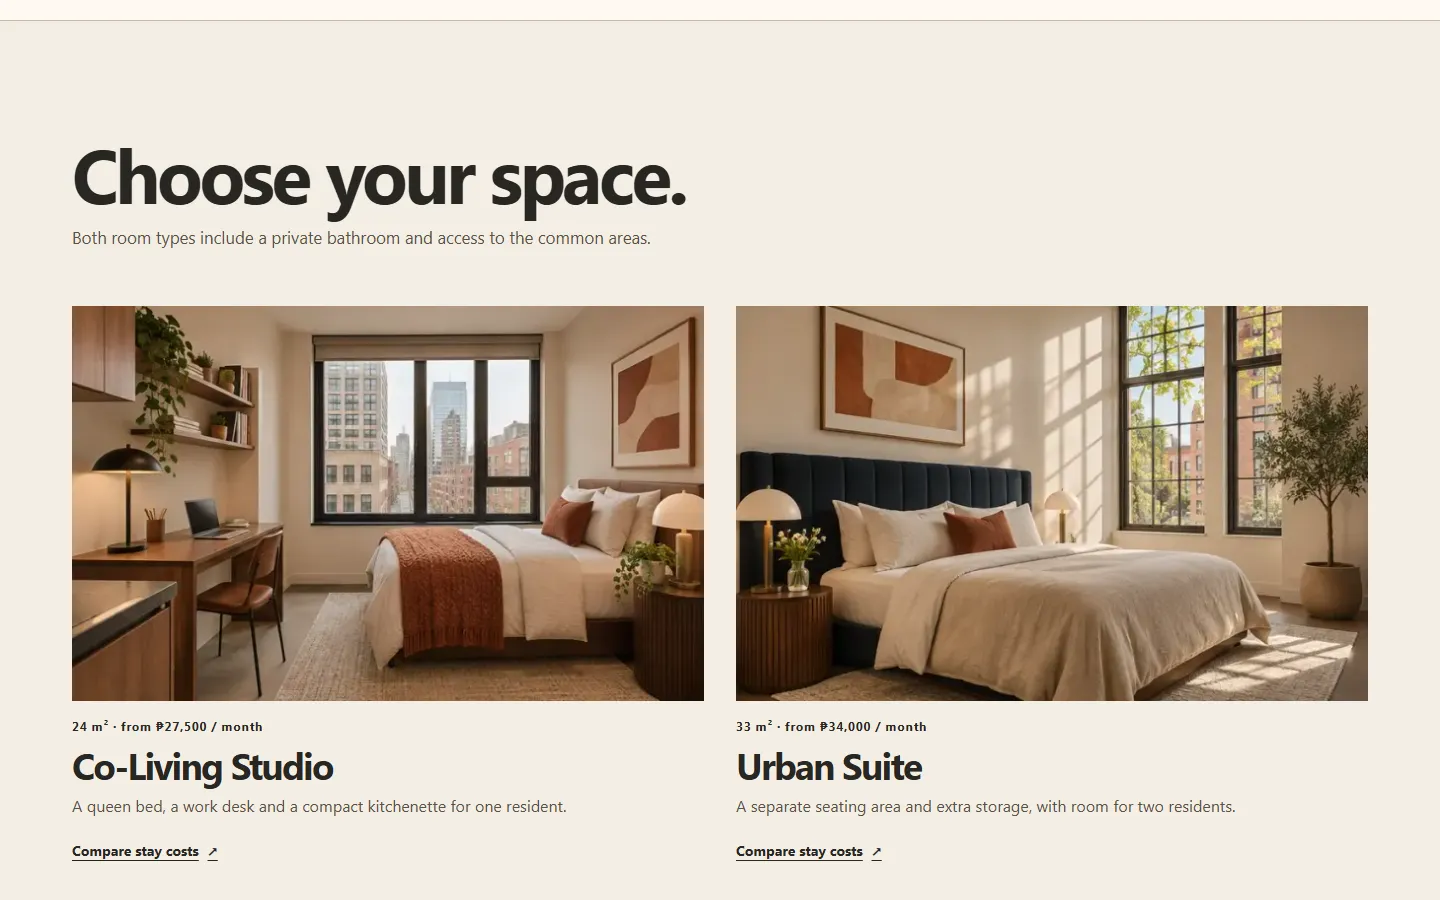 Choose your space.
Both room types include a private bathroom and access to the common areas.
24 m² · from ₱27,500 / month
Co-Living Studio
A queen bed, a work desk and a compact kitchenette for one resident.
Compare stay costs ↗
33 m² · from ₱34,000 / month
Urban Suite
A separate seating area and extra storage, with room for two residents.
Compare stay costs ↗